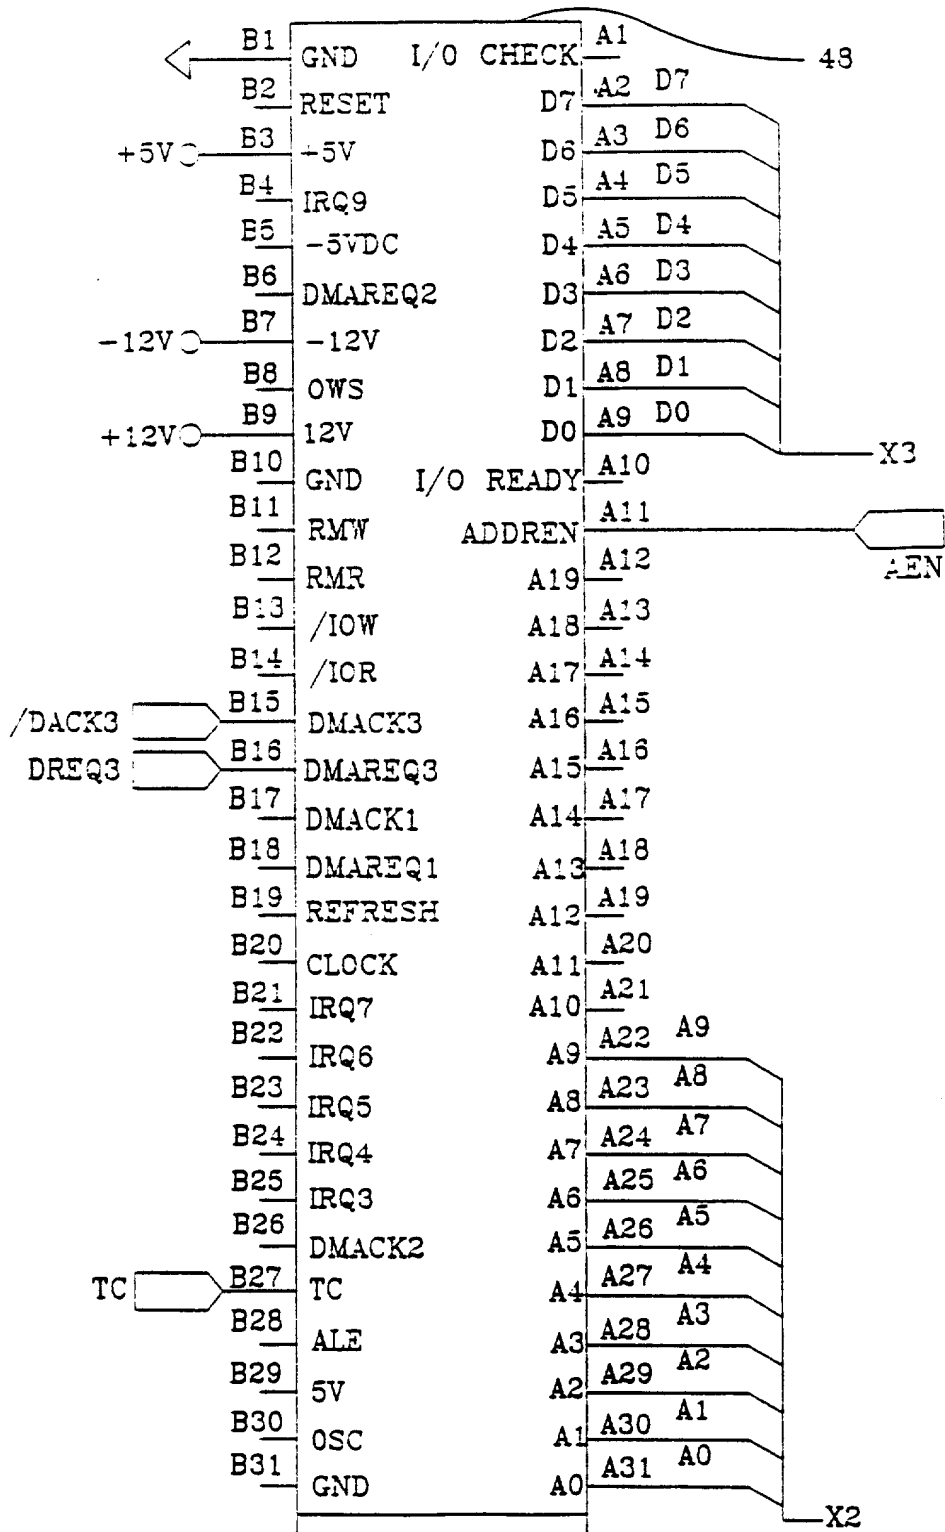 B1 GND I/O CHECK A1 48
B2 RESET D7 A2 D7
+5V B3 +5V D6 A3 D6
B4 IRQ9 D5 A4 D5
B5 -5VDC D4 A5 D4
B6 DMAREQ2 D3 A6 D3
-12V B7 -12V D2 A7 D2
B8 OWS D1 A8 D1
+12V B9 12V D0 A9 D0
X3
B10 GND I/O READY A10
B11 RMW ADDREN A11
AEN
B12 RMR A19 A12
B13 /IOW A18 A13
B14 /IOR A17 A14
/DACK3 B15 DMACK3 A16 A15
DREQ3 B16 DMAREQ3 A15 A16
B17 DMACK1 A14 A17
B18 DMAREQ1 A13 A18
B19 REFRESH A12 A19
B20 CLOCK A11 A20
B21 IRQ7 A10 A21
B22 IRQ6 A9 A22 A9
B23 IRQ5 A8 A23 A8
B24 IRQ4 A7 A24 A7
B25 IRQ3 A6 A25 A6
B26 DMACK2 A5 A26 A5
TC B27 TC A4 A27 A4
B28 ALE A3 A28 A3
B29 5V A2 A29 A2
B30 OSC A1 A30 A1
B31 GND A0 A31 A0
X2